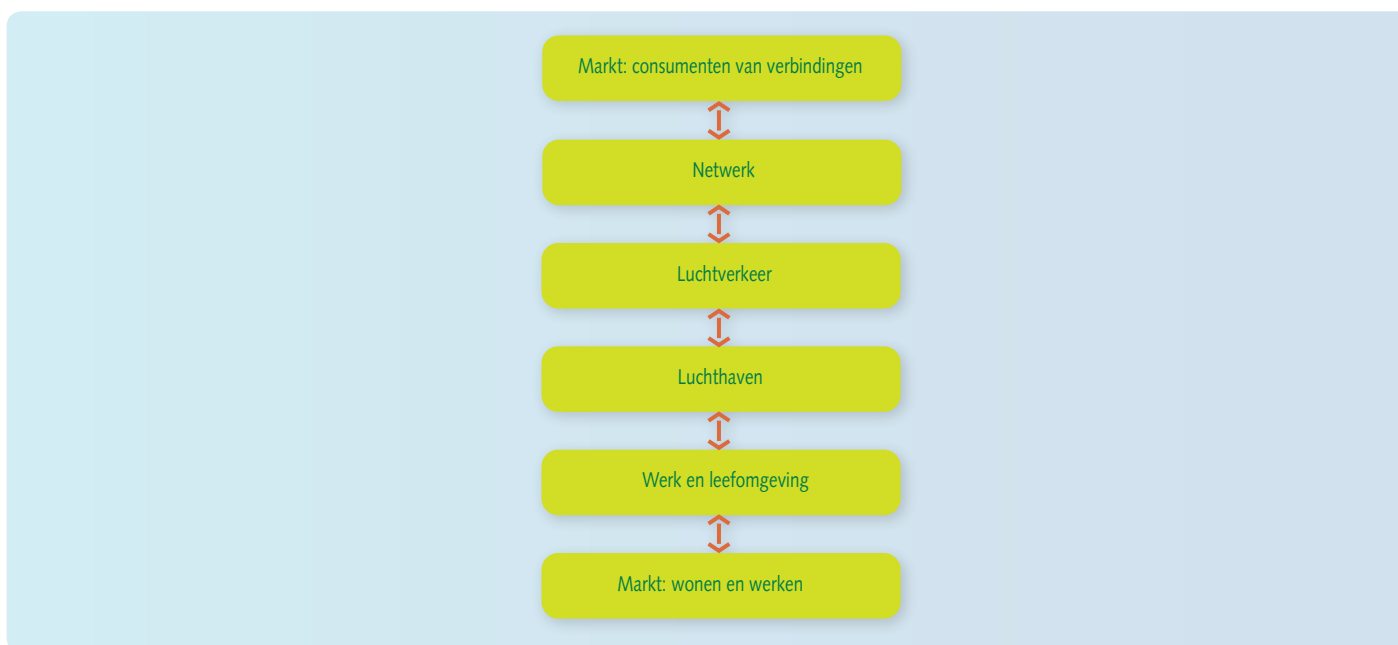 Markt: consumenten van verbindingen
Netwerk
Luchtverkeer
Luchthaven
Werk en leefomgeving
Markt: wonen en werken